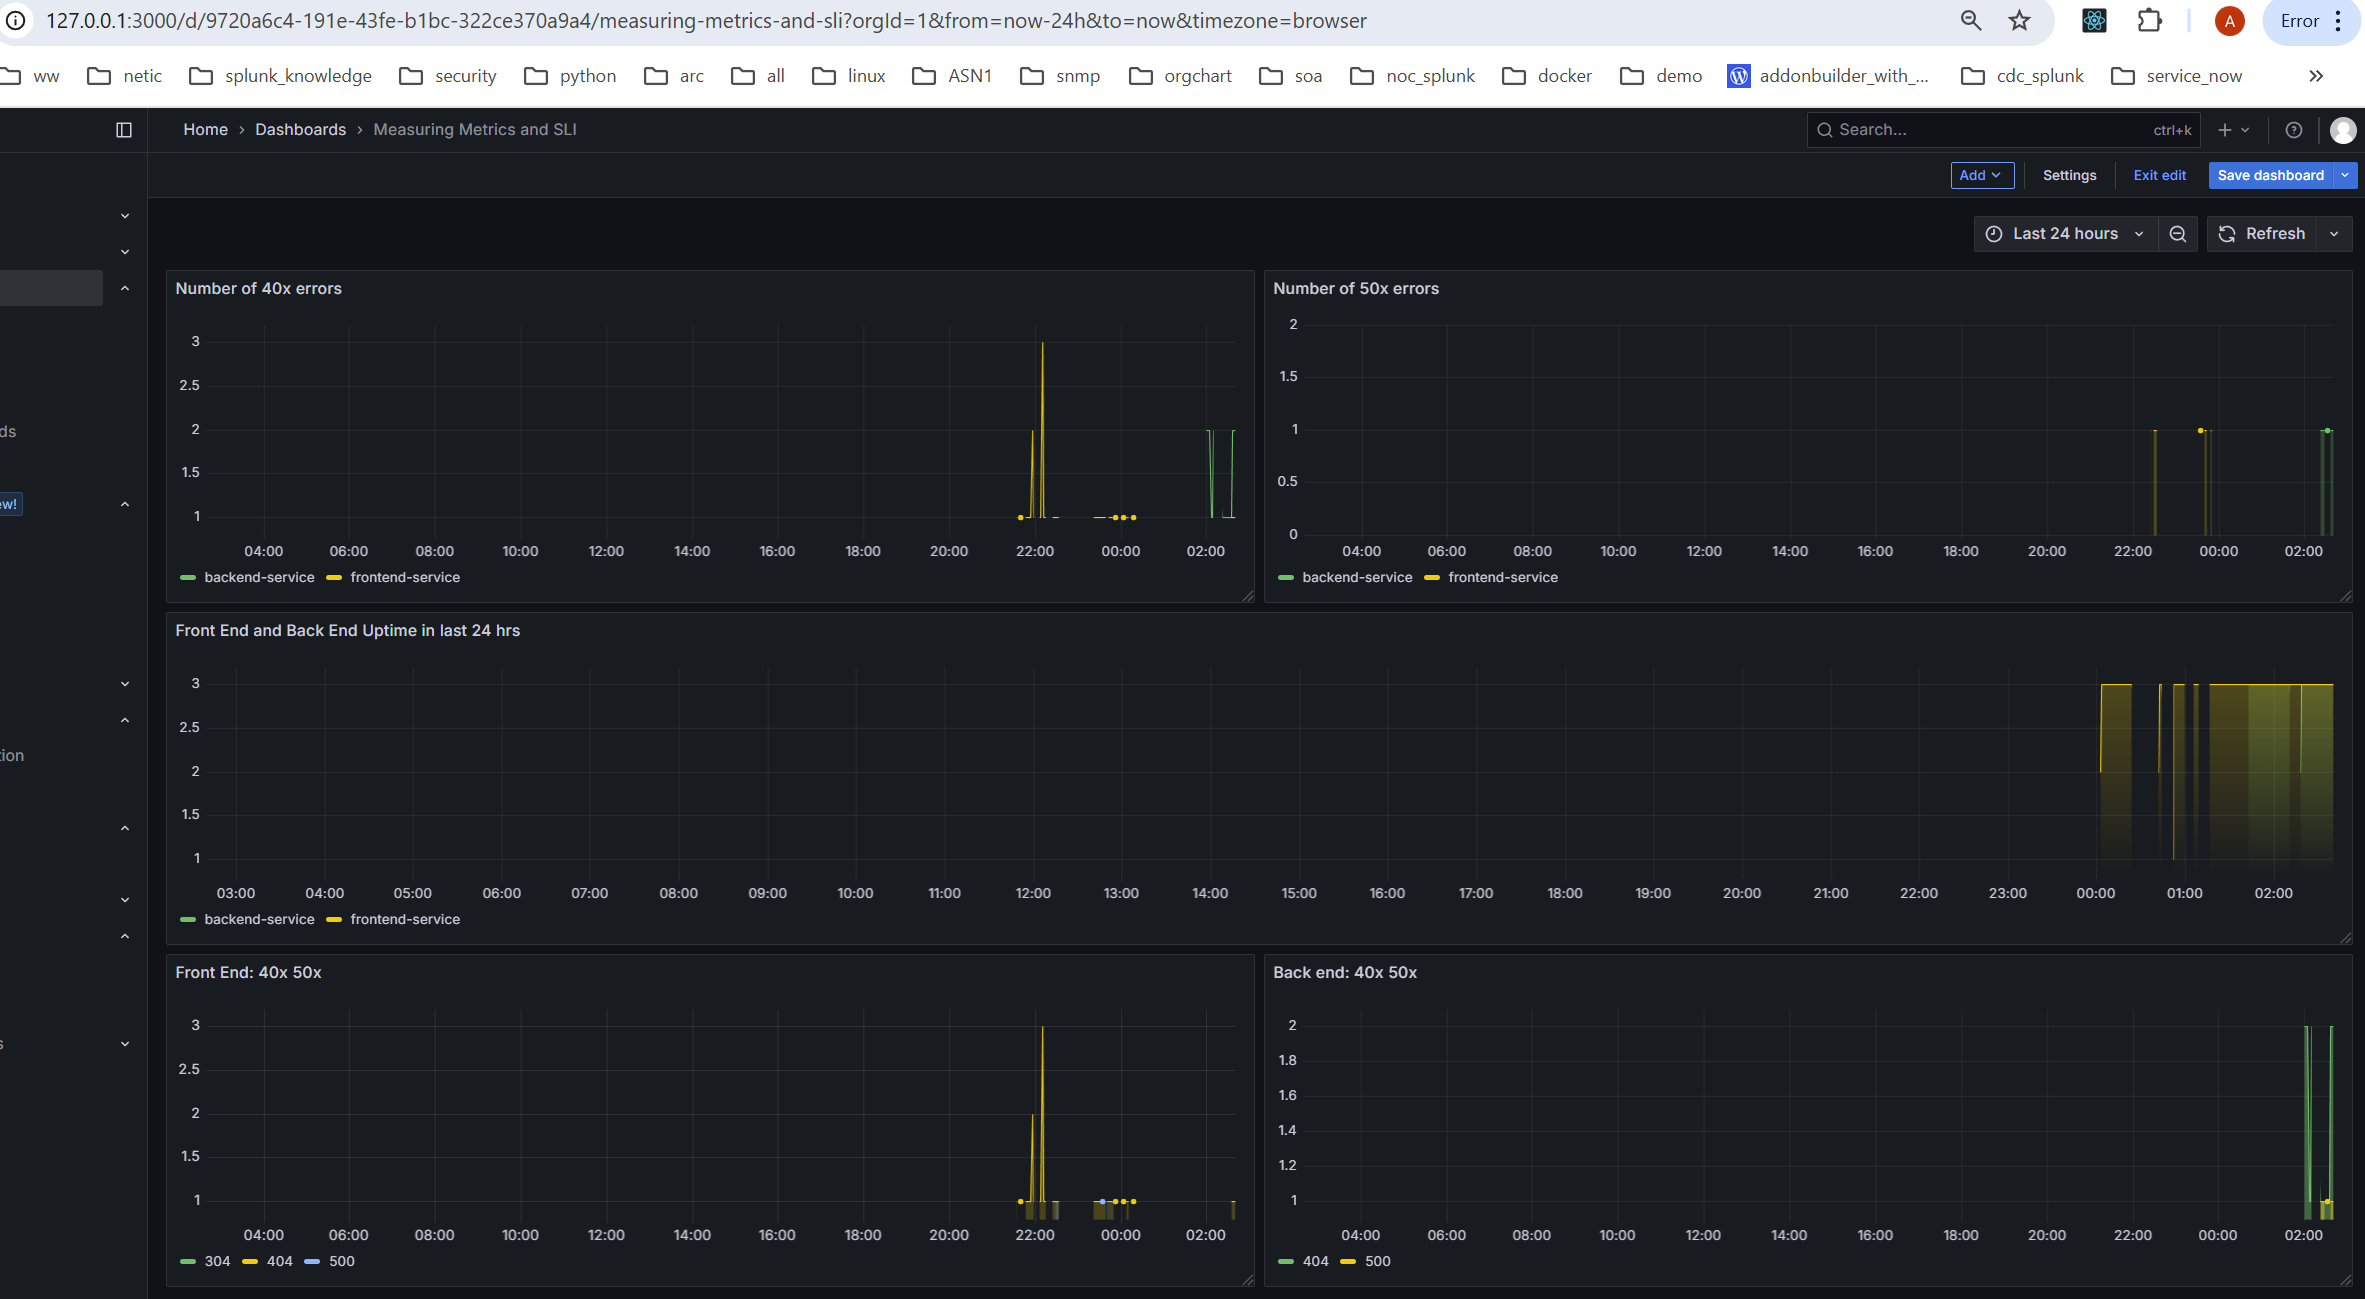 127.0.0.1:3000/d/9720a6c4-191e-43fe-b1bc-322ce370a9a4/measuring-metrics-and-sli?orgId=1&from=now-24h&to=now&timezone=browser A Error
ww netic splunk_knowledge security python arc all linux ASN1 snmp orgchart soa noc_splunk docker demo addonbuilder_with_... cdc_splunk service_now »
Home › Dashboards › Measuring Metrics and SLI Search... ctrl+k
Add Settings Exit edit Save dashboard
Last 24 hours Refresh
ds
ew!
tion
s
Number of 40x errors
3
2.5
2
1.5
1
04:00 06:00 08:00 10:00 12:00 14:00 16:00 18:00 20:00 22:00 00:00 02:00
backend-service frontend-service
Number of 50x errors
2
1.5
1
0.5
0
04:00 06:00 08:00 10:00 12:00 14:00 16:00 18:00 20:00 22:00 00:00 02:00
backend-service frontend-service
Front End and Back End Uptime in last 24 hrs
3
2.5
2
1.5
1
03:00 04:00 05:00 06:00 07:00 08:00 09:00 10:00 11:00 12:00 13:00 14:00 15:00 16:00 17:00 18:00 19:00 20:00 21:00 22:00 23:00 00:00 01:00 02:00
backend-service frontend-service
Front End: 40x 50x
3
2.5
2
1.5
1
04:00 06:00 08:00 10:00 12:00 14:00 16:00 18:00 20:00 22:00 00:00 02:00
304 404 500
Back end: 40x 50x
2
1.8
1.6
1.4
1.2
1
04:00 06:00 08:00 10:00 12:00 14:00 16:00 18:00 20:00 22:00 00:00 02:00
404 500